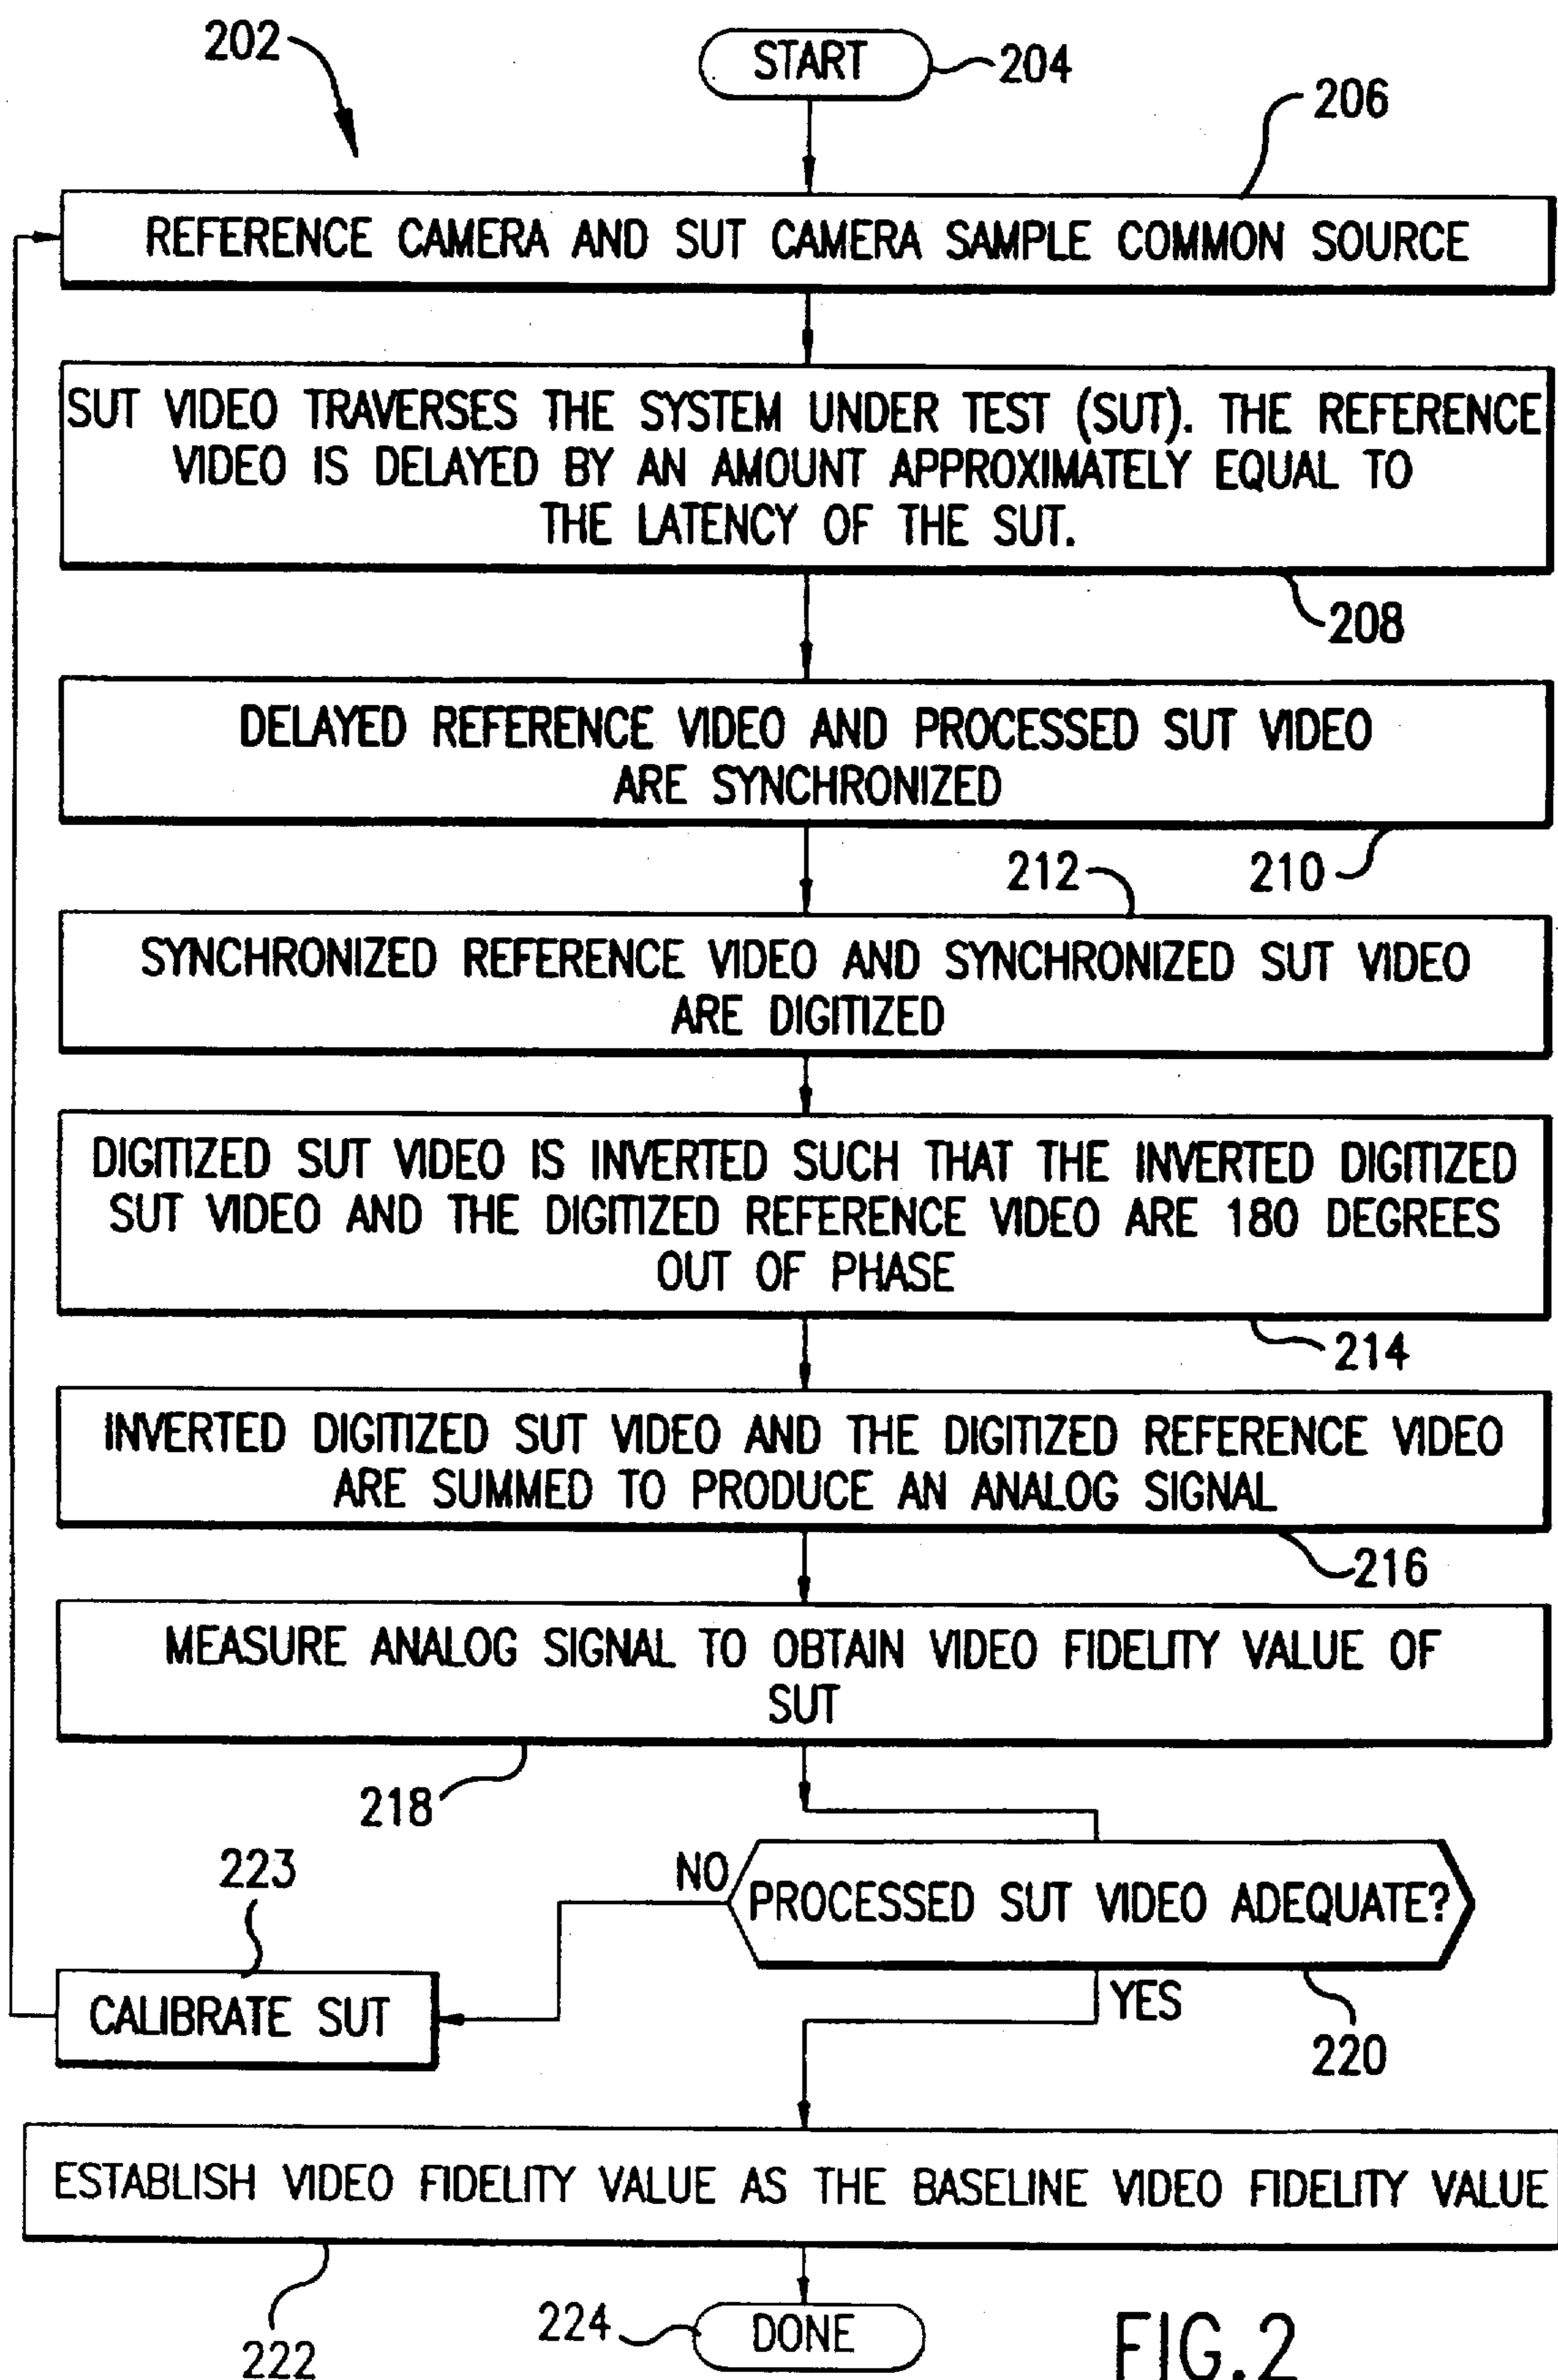 202
START
204
206
REFERENCE CAMERA AND SUT CAMERA SAMPLE COMMON SOURCE
SUT VIDEO TRAVERSES THE SYSTEM UNDER TEST (SUT). THE REFERENCE
VIDEO IS DELAYED BY AN AMOUNT APPROXIMATELY EQUAL TO
THE LATENCY OF THE SUT.
208
DELAYED REFERENCE VIDEO AND PROCESSED SUT VIDEO
ARE SYNCHRONIZED
210
212
SYNCHRONIZED REFERENCE VIDEO AND SYNCHRONIZED SUT VIDEO
ARE DIGITIZED
DIGITIZED SUT VIDEO IS INVERTED SUCH THAT THE INVERTED DIGITIZED
SUT VIDEO AND THE DIGITIZED REFERENCE VIDEO ARE 180 DEGREES
OUT OF PHASE
214
INVERTED DIGITIZED SUT VIDEO AND THE DIGITIZED REFERENCE VIDEO
ARE SUMMED TO PRODUCE AN ANALOG SIGNAL
216
MEASURE ANALOG SIGNAL TO OBTAIN VIDEO FIDELITY VALUE OF
SUT
218
223
NO
PROCESSED SUT VIDEO ADEQUATE?
CALIBRATE SUT
YES
220
ESTABLISH VIDEO FIDELITY VALUE AS THE BASELINE VIDEO FIDELITY VALUE
222
224
DONE
FIG.2